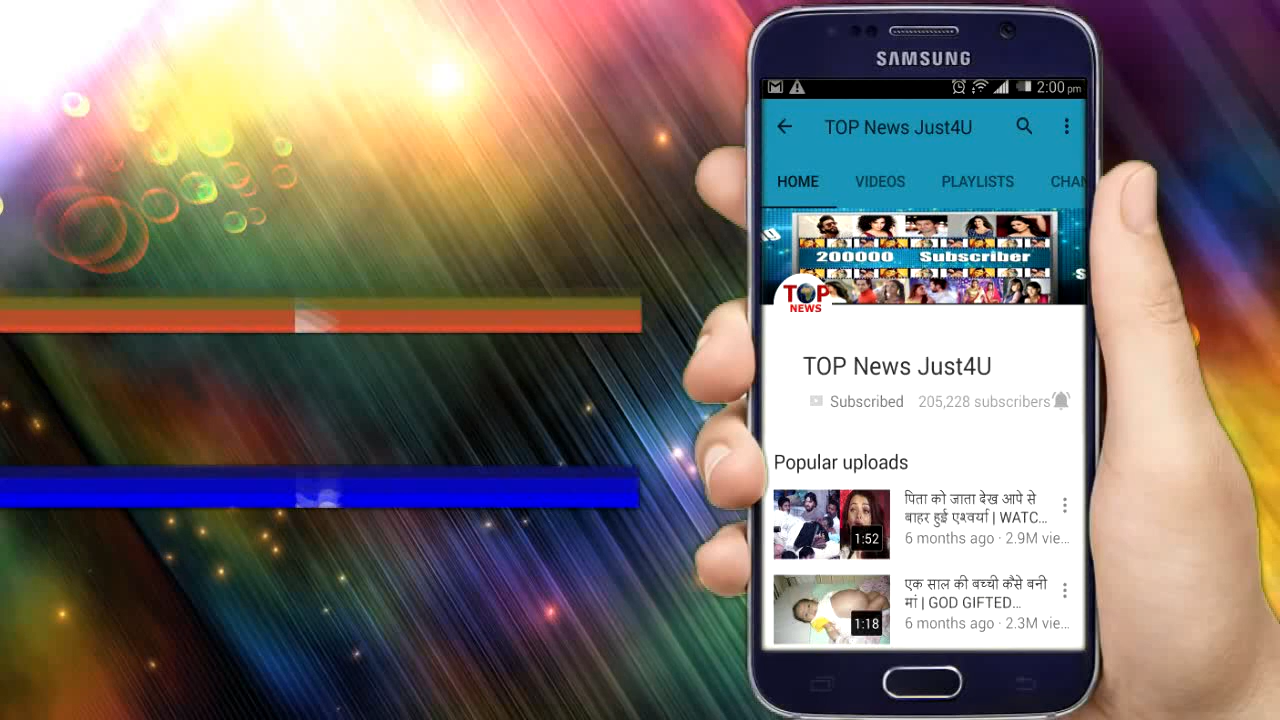 SAMSUNG
2:00 pm
TOP News Just4U
HOME VIDEOS PLAYLISTS CHAN
200000 Subscriber
S
TOP
NEWS
TOP News Just4U
Subscribed 205,228 subscribers
Popular uploads
पिता को जाता देख आपे से
बाहर हुई एश्वर्या | WATC...
1:52
6 months ago · 2.9M vie...
एक साल की बच्ची कैसे बनी
मां | GOD GIFTED...
1:18
6 months ago · 2.3M vie...